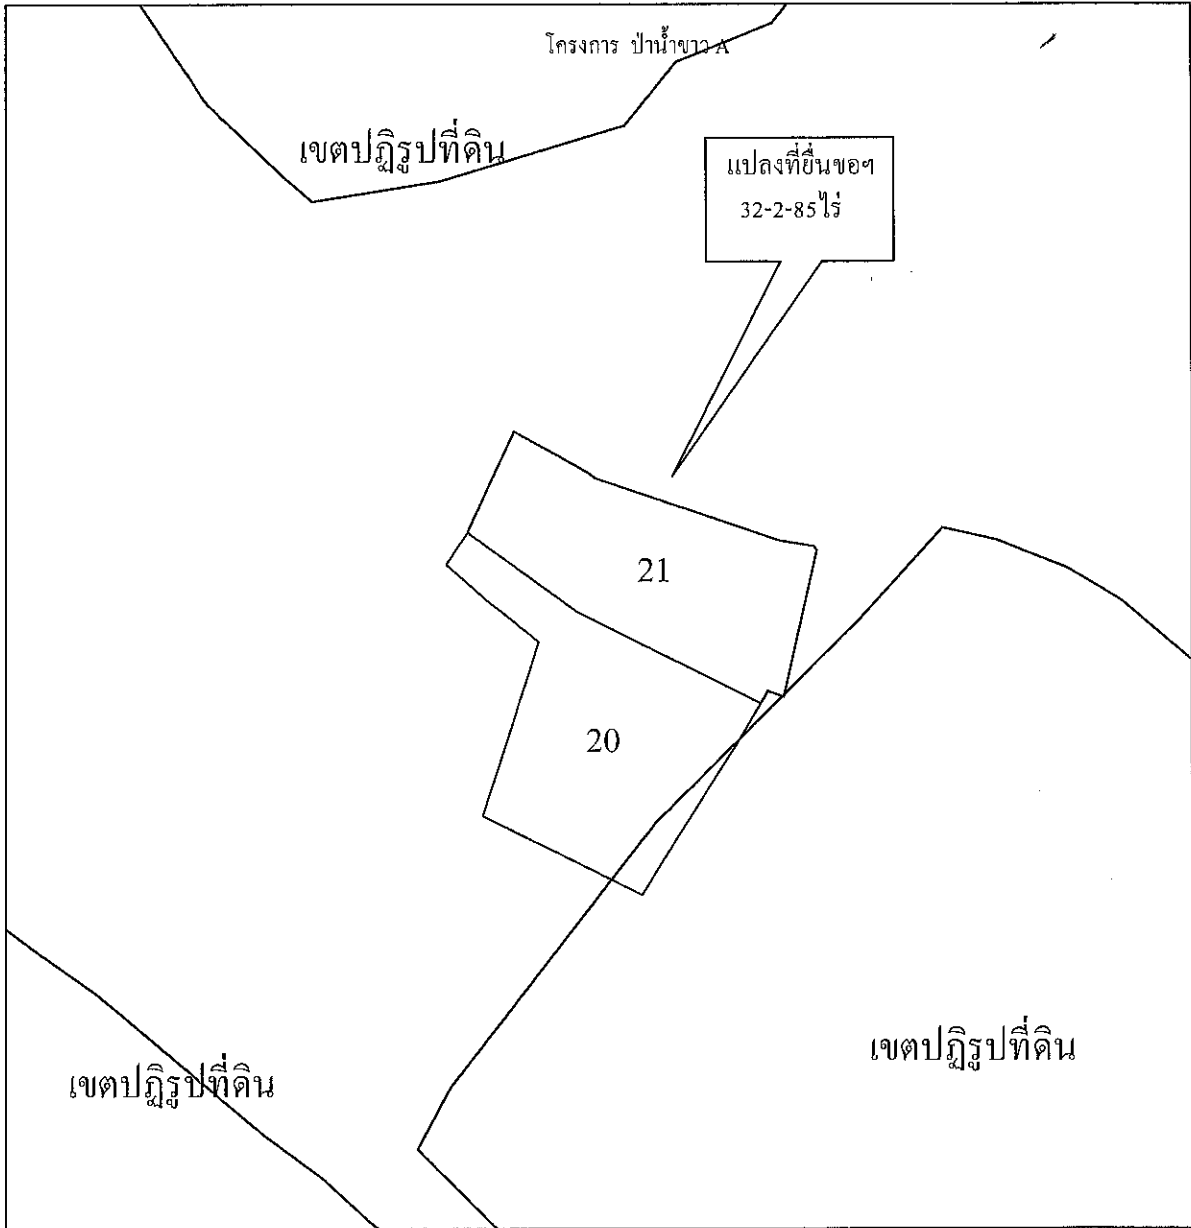 โครงการ ป่าน้ำขาว A
เขตปฏิรูปที่ดิน
แปลงที่ยื่นขอฯ
32-2-85ไร่
21
20
เขตปฏิรูปที่ดิน
เขตปฏิรูปที่ดิน